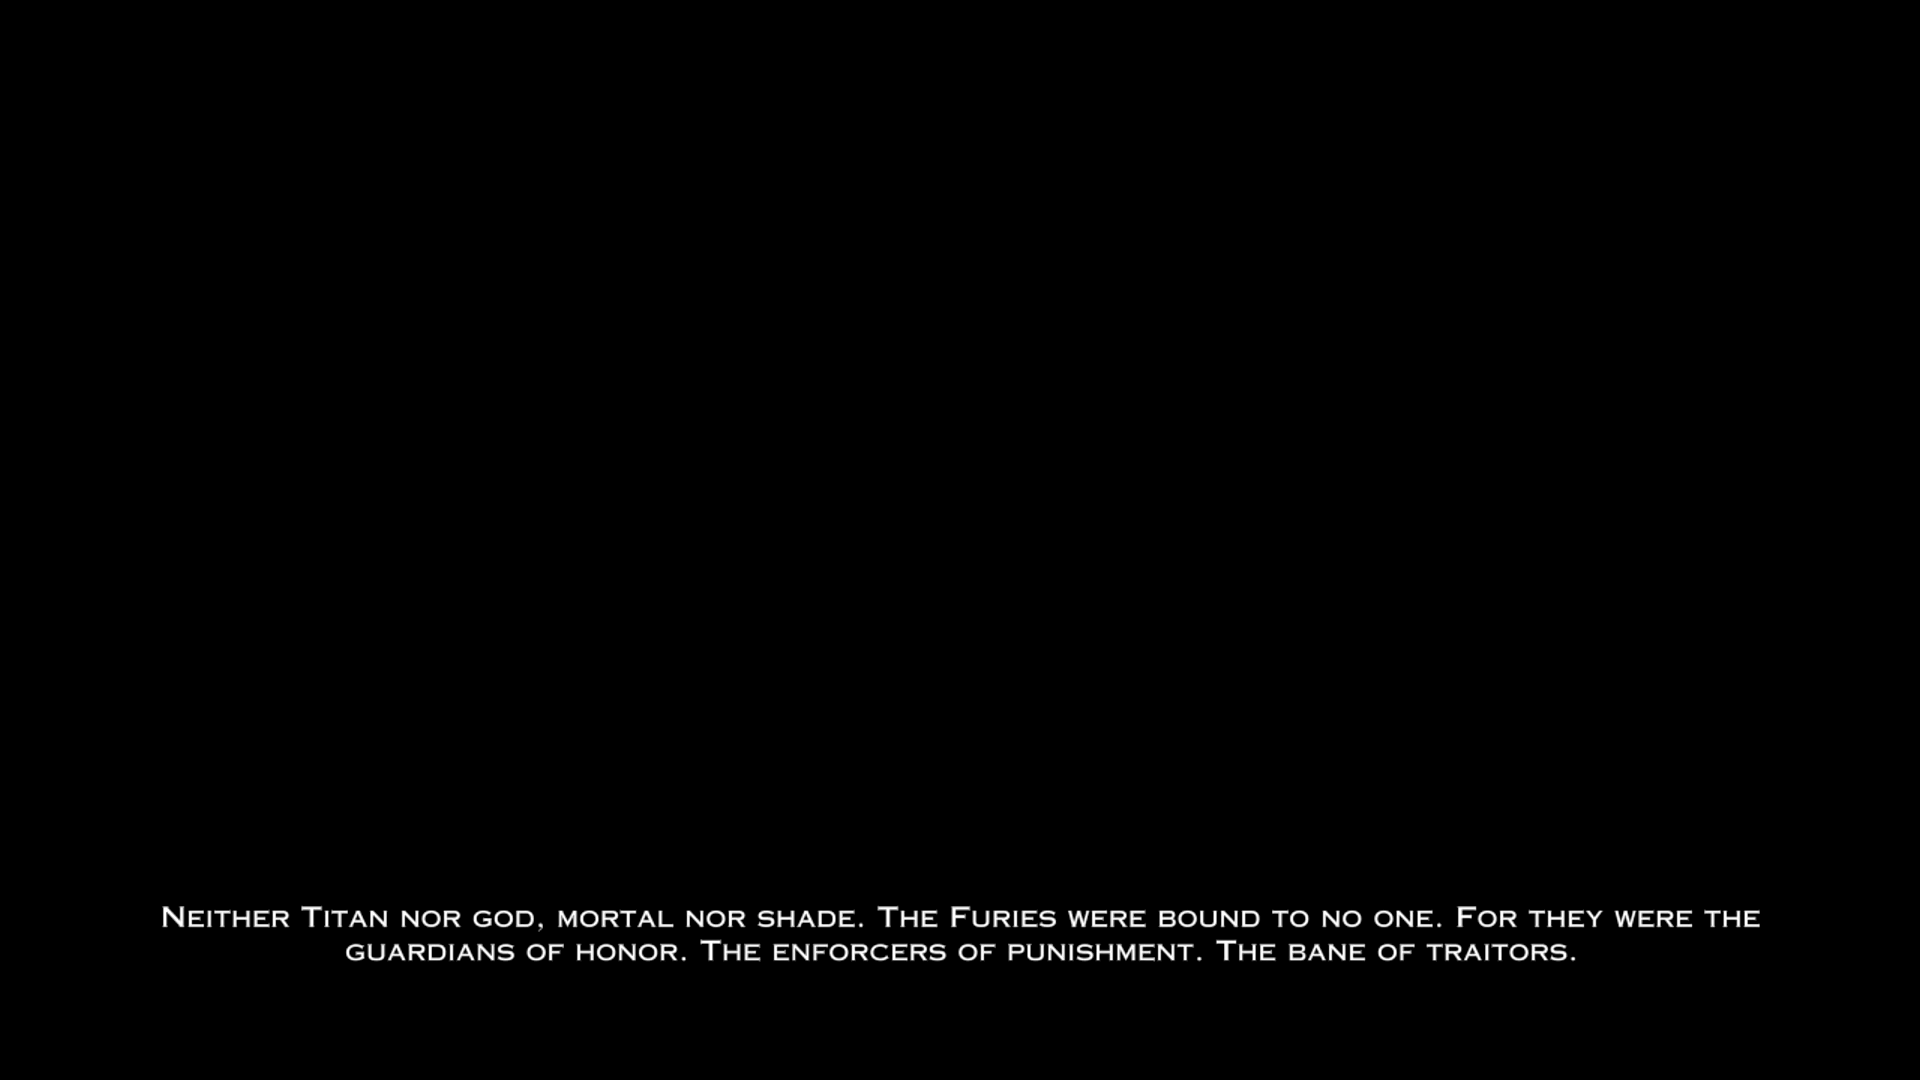 Neither Titan nor god, mortal nor shade. The Furies were bound to no one. For they were the
guardians of honor. The enforcers of punishment. The bane of traitors.